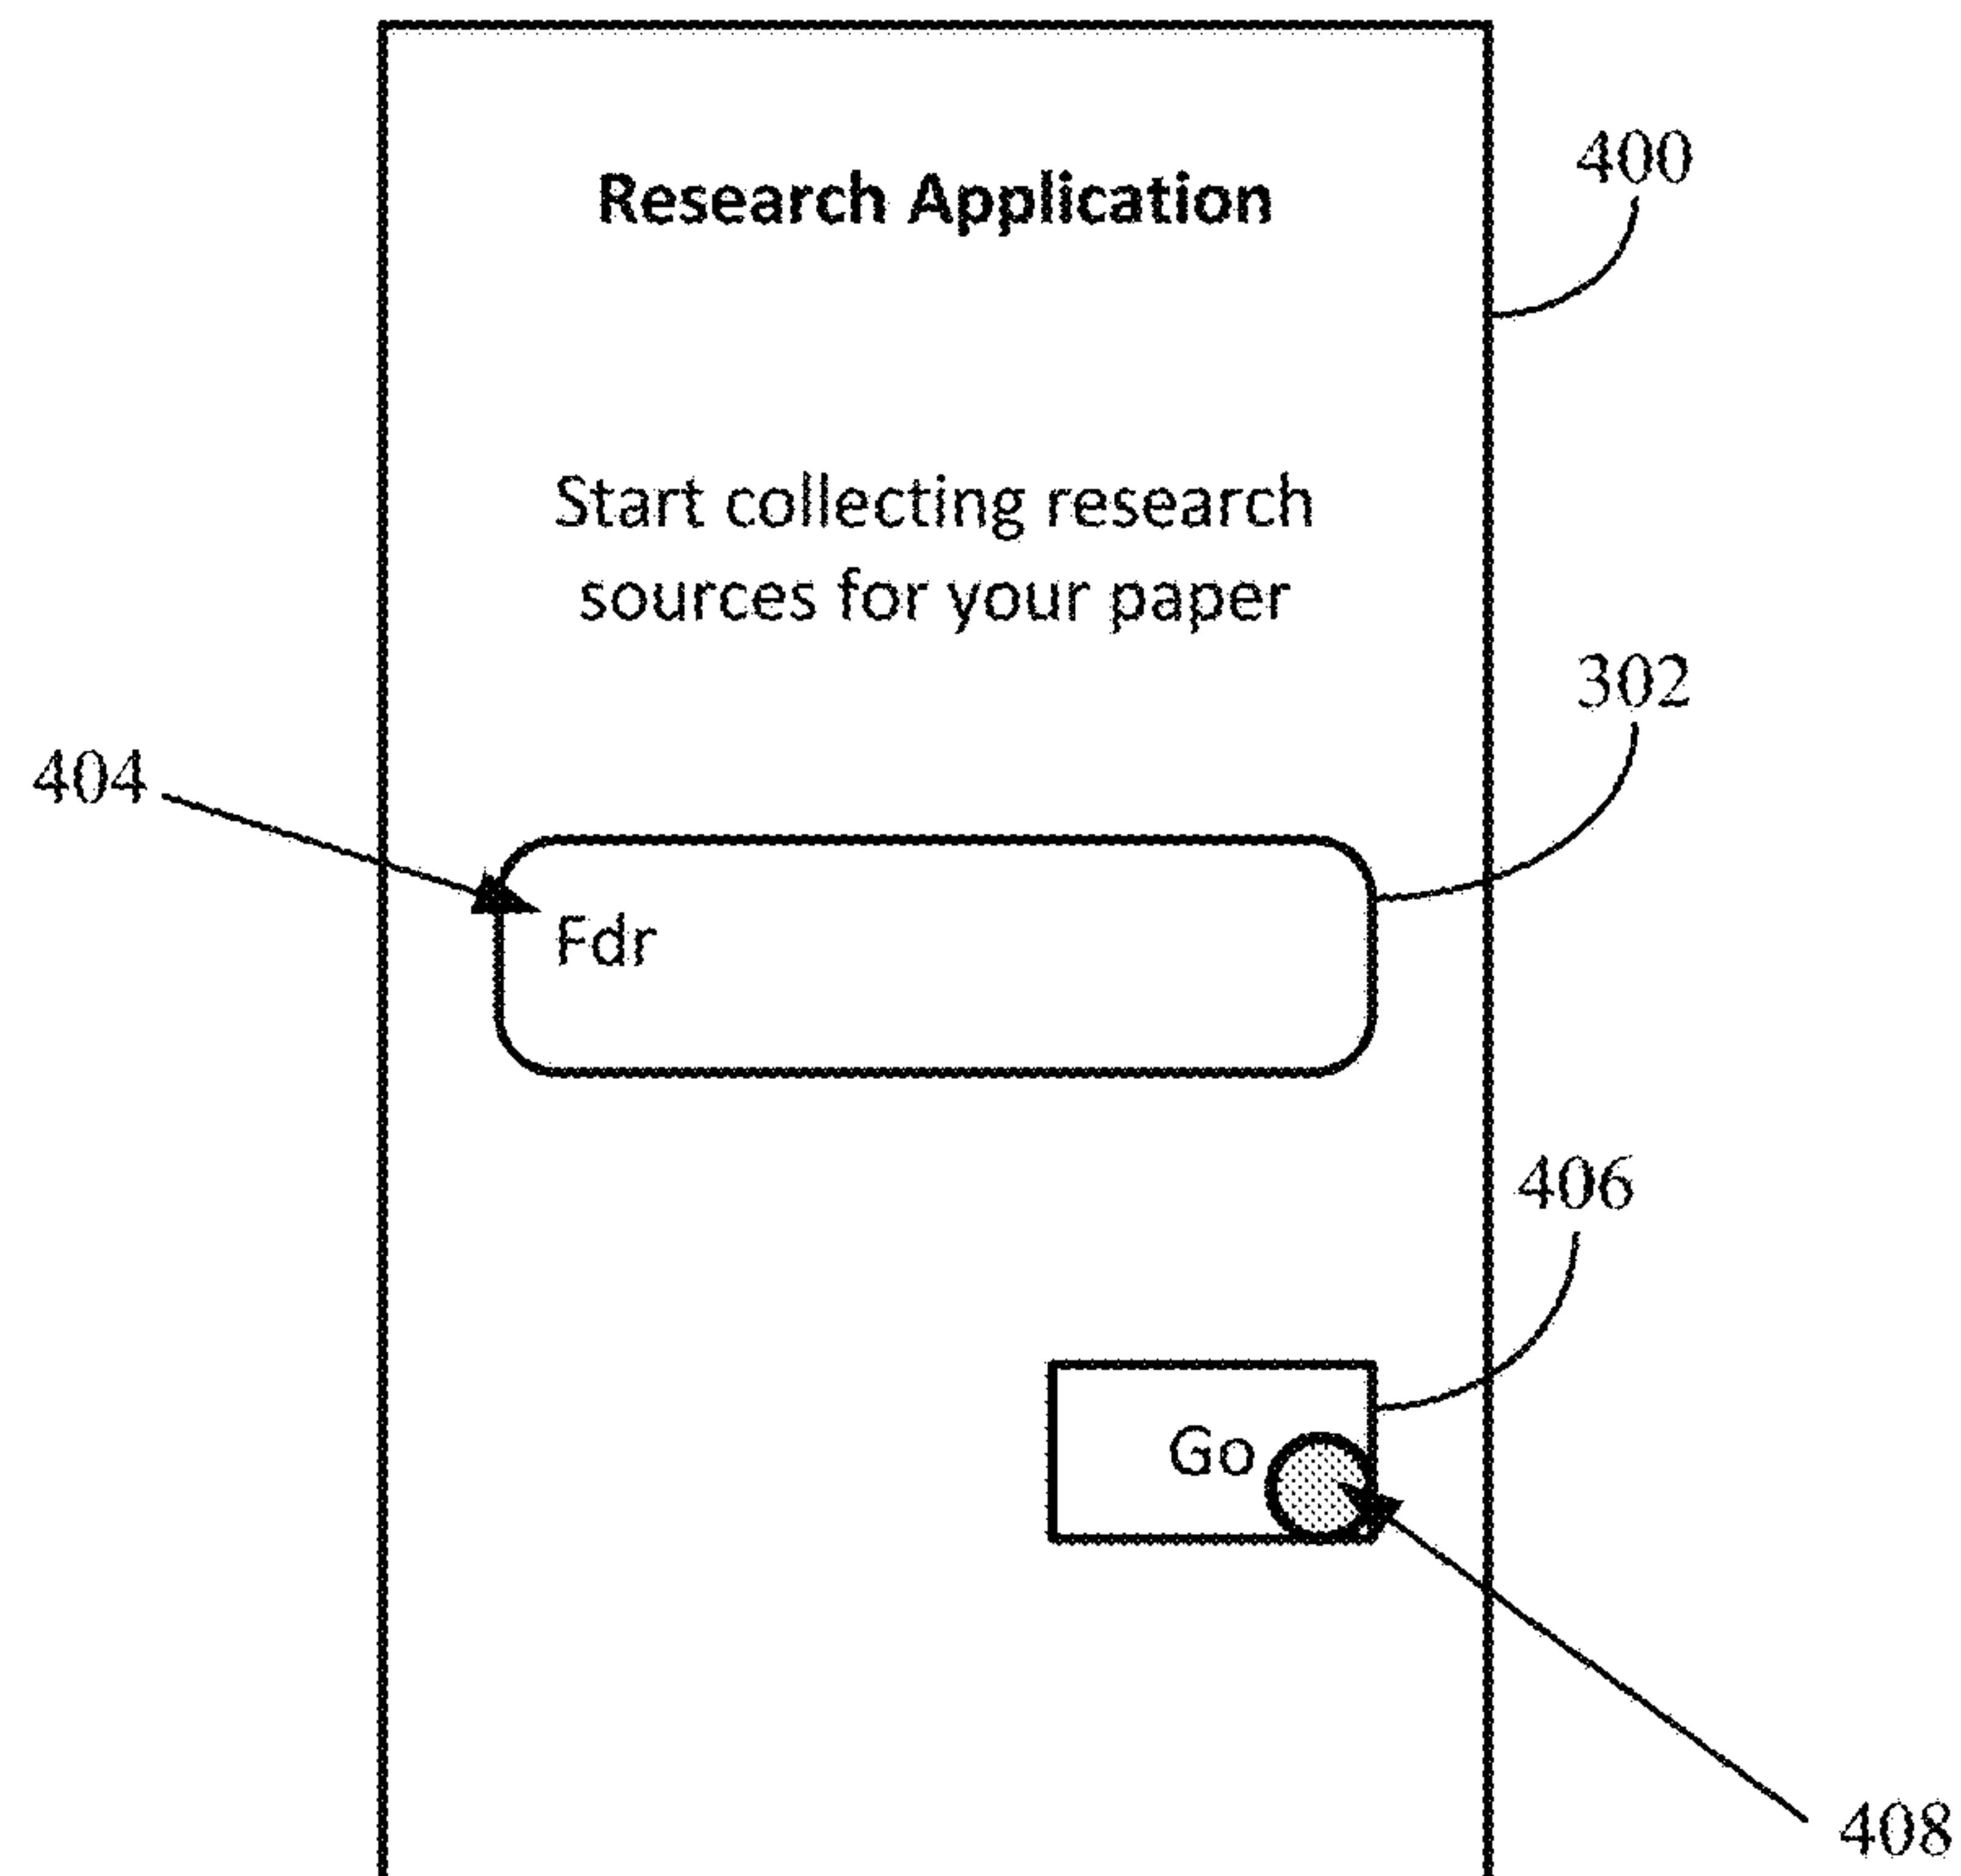 Research Application
400
Start collecting research
sources for your paper
302
404
Fdr
406
Go
408